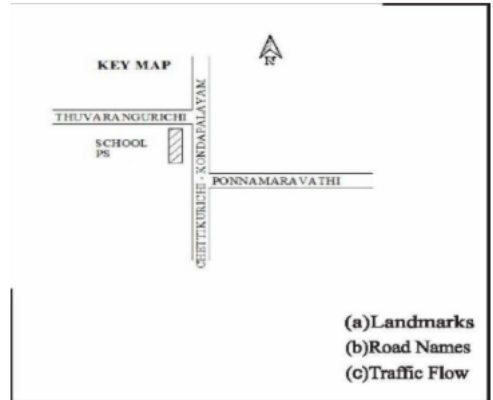 N
KEY MAP
THUVARANGURICHI
SCHOOL
PS
CHETTIKURICHI - KONDAPALAYAM
PONNAMARAVATHI
(a)Landmarks
(b)Road Names
(c)Traffic Flow